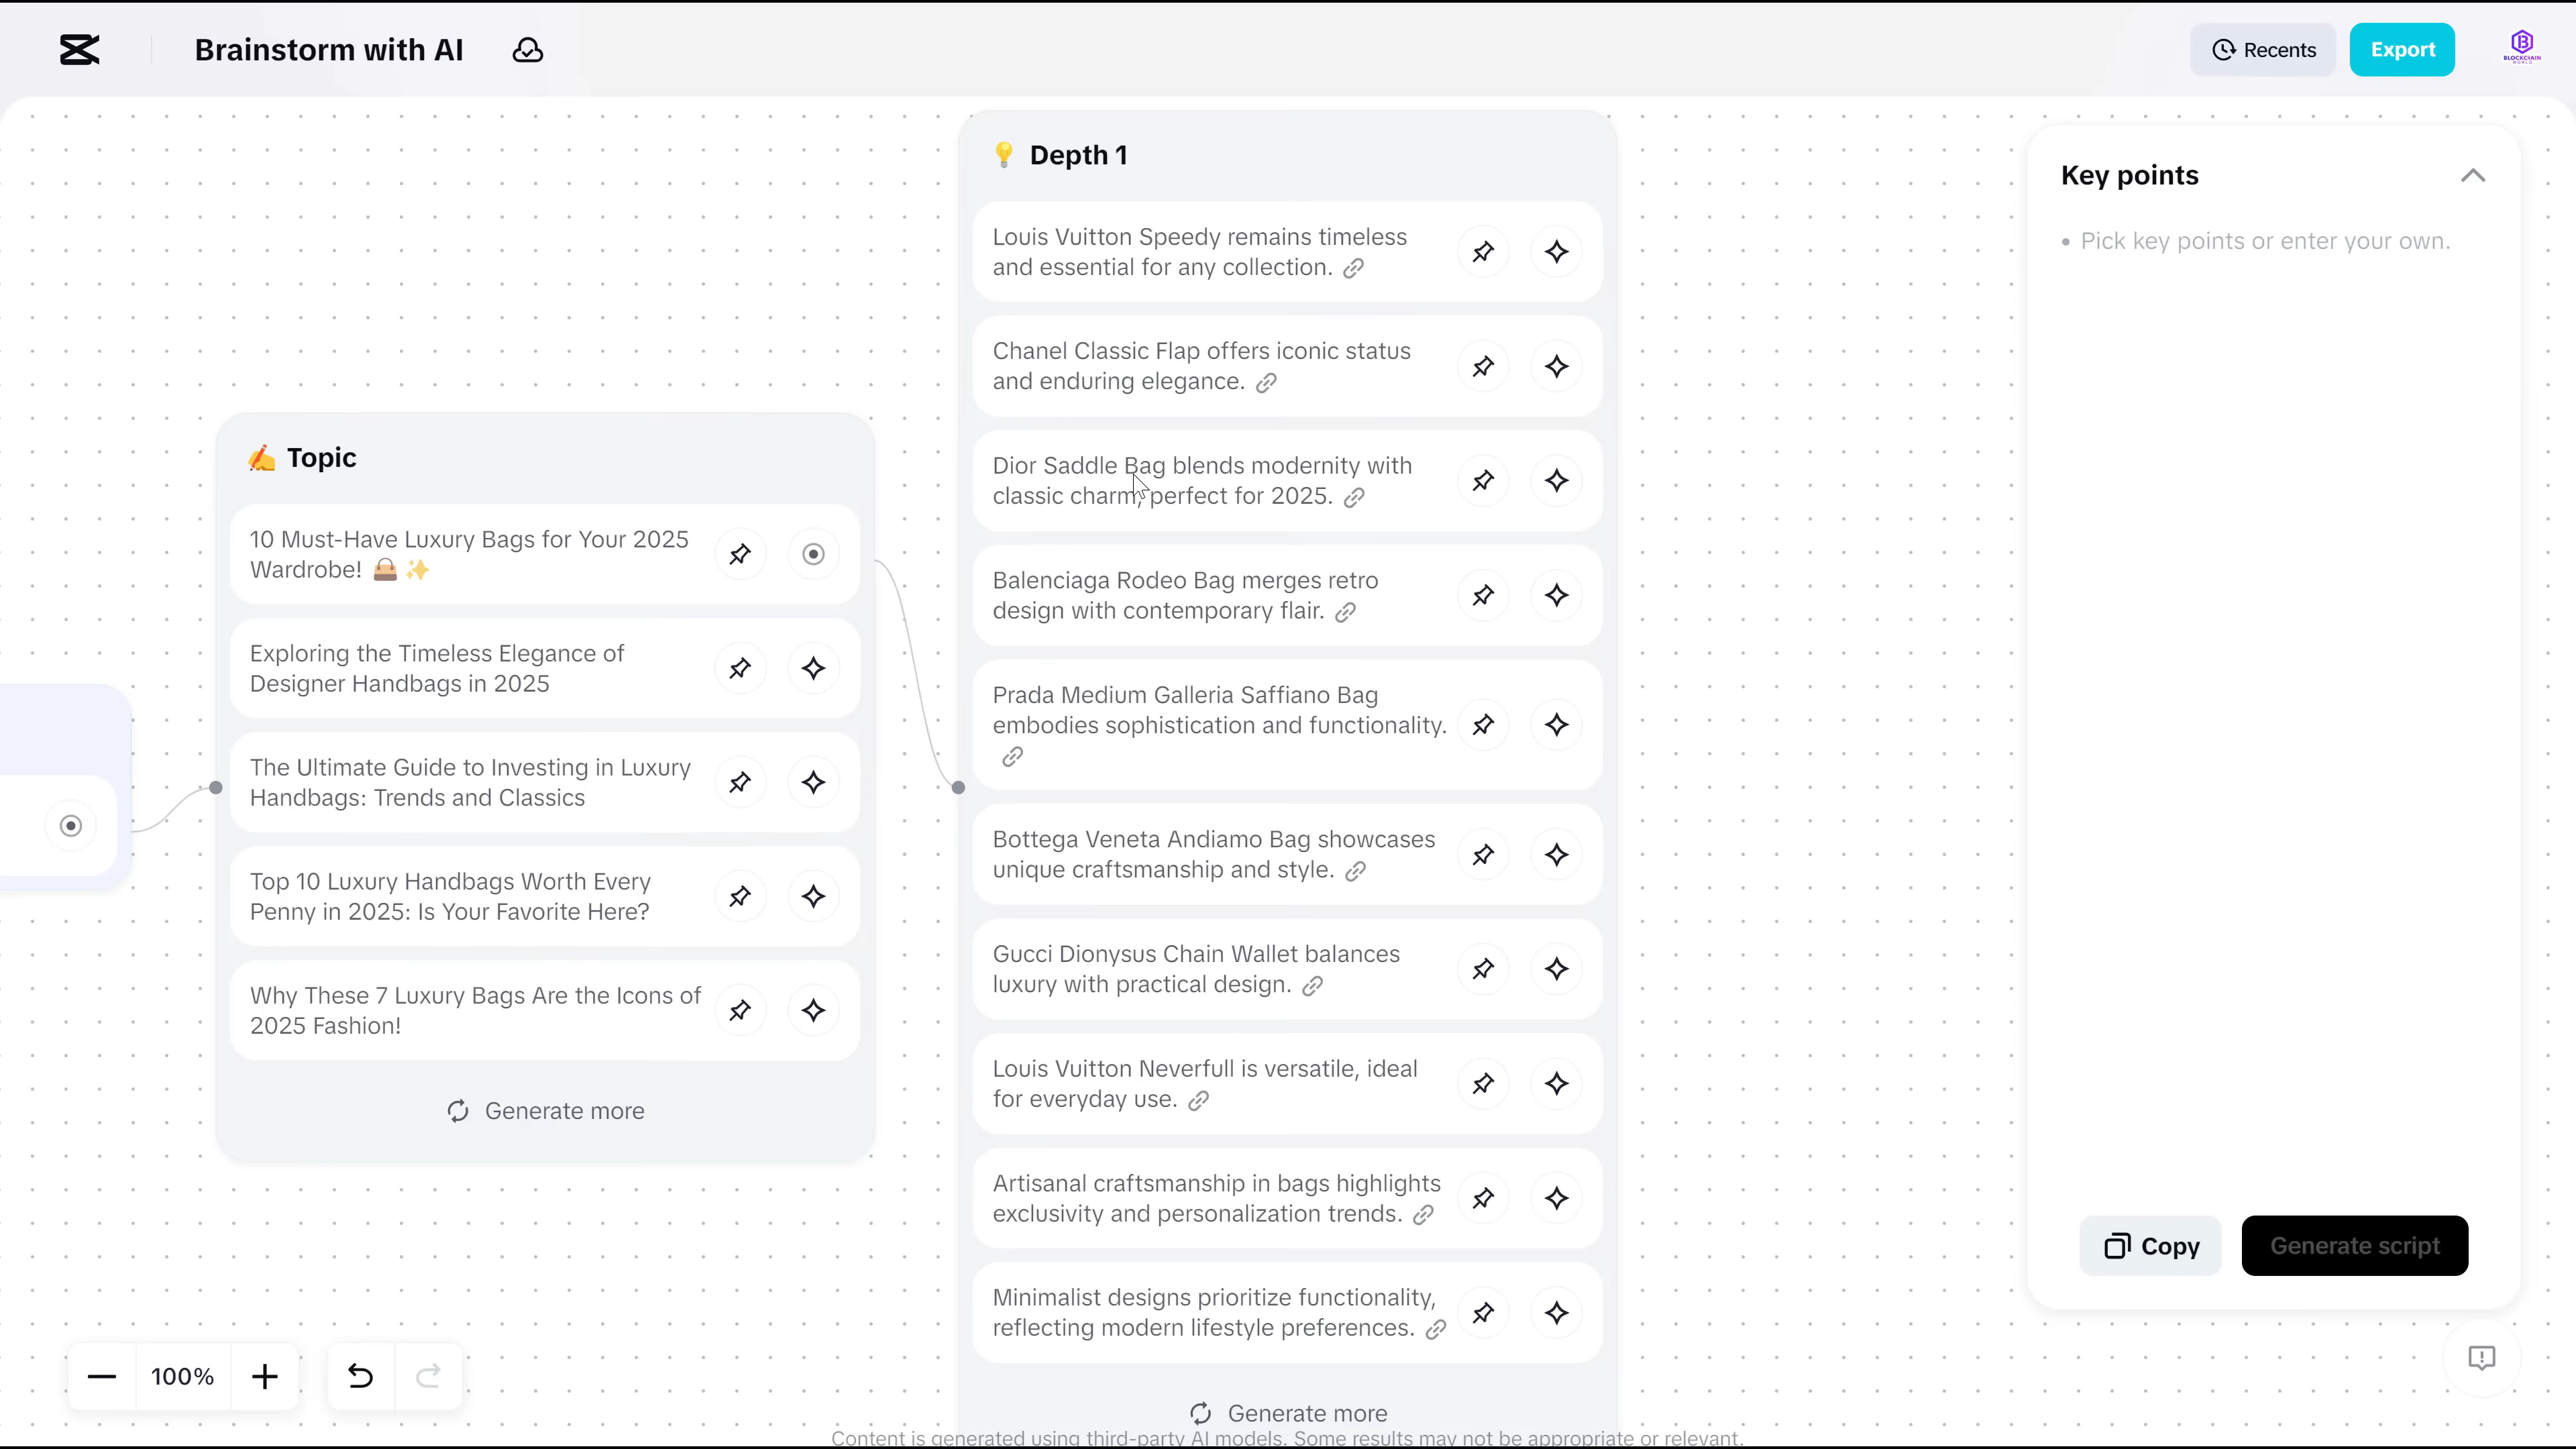 Brainstorm with AI
Recents
Export
BLOCKCHAIN
WORLD
Topic
10 Must-Have Luxury Bags for Your 2025
Wardrobe! 👜 ✨
Exploring the Timeless Elegance of
Designer Handbags in 2025
The Ultimate Guide to Investing in Luxury
Handbags: Trends and Classics
Top 10 Luxury Handbags Worth Every
Penny in 2025: Is Your Favorite Here?
Why These 7 Luxury Bags Are the Icons of
2025 Fashion!
Generate more
Depth 1
Louis Vuitton Speedy remains timeless
and essential for any collection.
Chanel Classic Flap offers iconic status
and enduring elegance.
Dior Saddle Bag blends modernity with
classic charm, perfect for 2025.
Balenciaga Rodeo Bag merges retro
design with contemporary flair.
Prada Medium Galleria Saffiano Bag
embodies sophistication and functionality.
Bottega Veneta Andiamo Bag showcases
unique craftsmanship and style.
Gucci Dionysus Chain Wallet balances
luxury with practical design.
Louis Vuitton Neverfull is versatile, ideal
for everyday use.
Artisanal craftsmanship in bags highlights
exclusivity and personalization trends.
Minimalist designs prioritize functionality,
reflecting modern lifestyle preferences.
Generate more
Key points
• Pick key points or enter your own.
Copy
Generate script
100%
Content is generated using third-party AI models. Some results may not be appropriate or relevant.